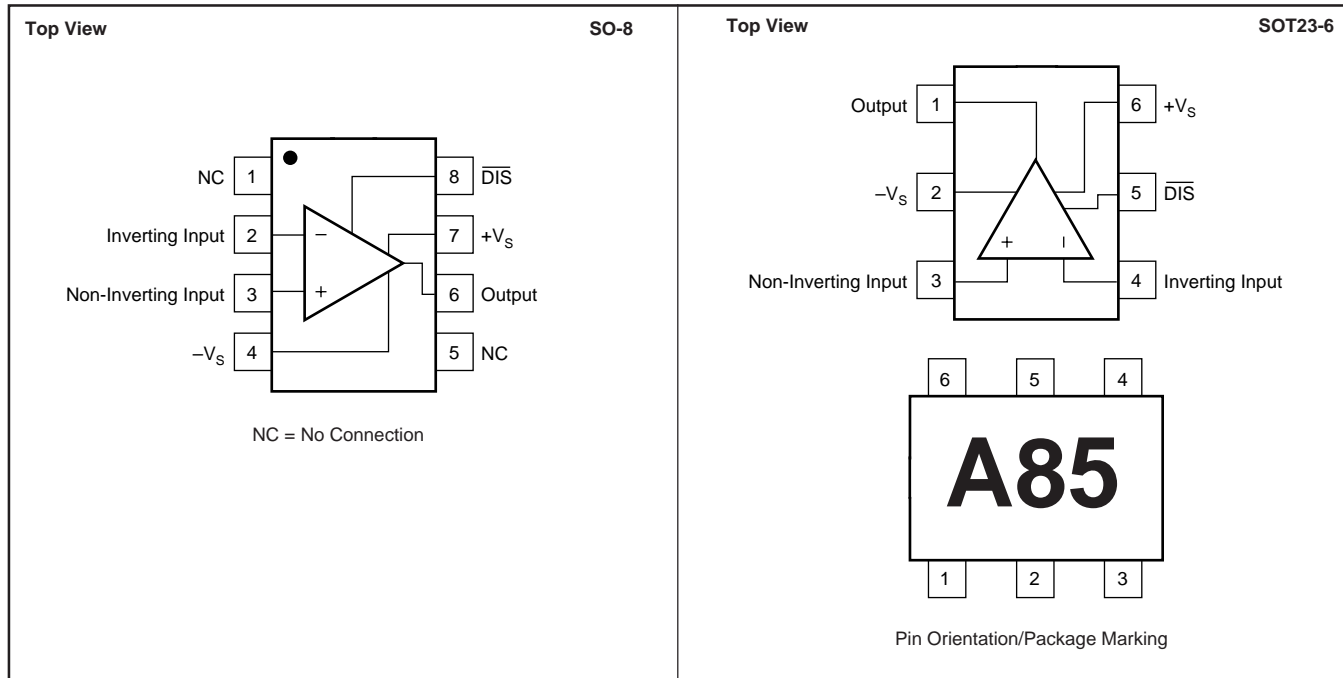 Top View
SO-8
NC 1
8 D̅I̅S̅
Inverting Input 2
−
7 +VS
Non-Inverting Input 3
+
6 Output
−VS 4
5 NC
NC = No Connection
Top View
SOT23-6
Output 1
6 +VS
−VS 2
5 D̅I̅S̅
+ −
Non-Inverting Input 3
4 Inverting Input
6 5 4
A85
1 2 3
Pin Orientation/Package Marking